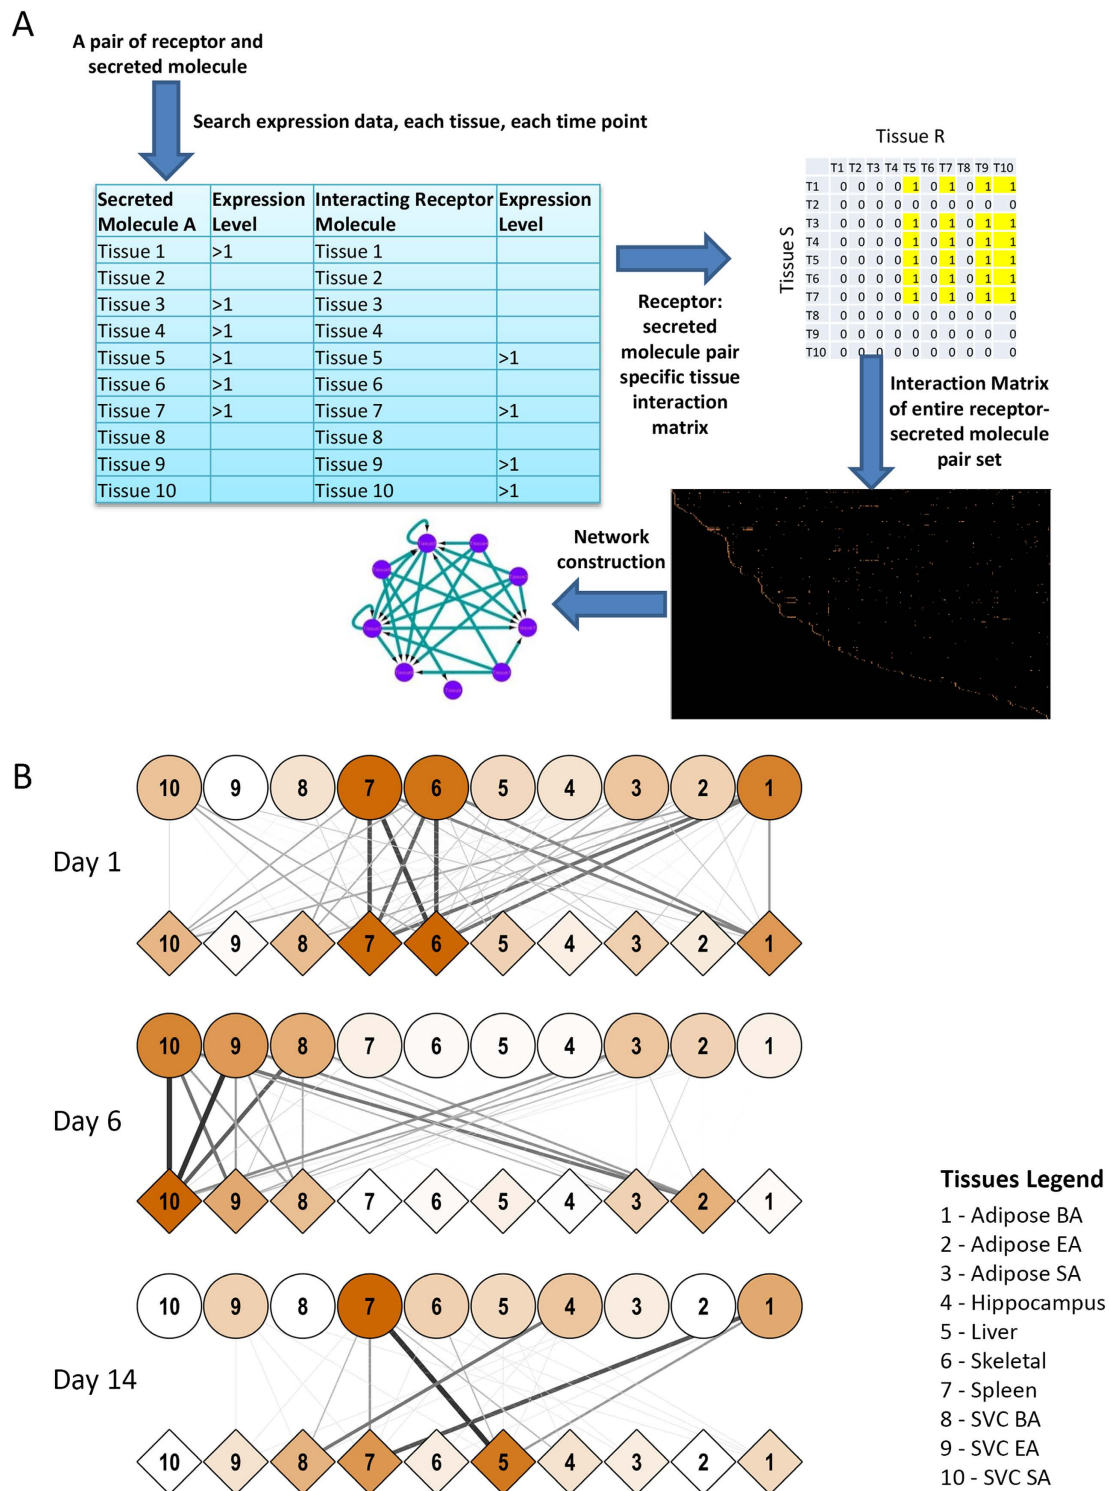 A
A pair of receptor and
secreted molecule
Search expression data, each tissue, each time point
Secreted Molecule A Expression Level Interacting Receptor Molecule Expression Level
Tissue 1 >1 Tissue 1
Tissue 2 Tissue 2
Tissue 3 >1 Tissue 3
Tissue 4 >1 Tissue 4
Tissue 5 >1 Tissue 5 >1
Tissue 6 >1 Tissue 6
Tissue 7 >1 Tissue 7 >1
Tissue 8 Tissue 8
Tissue 9 Tissue 9 >1
Tissue 10 Tissue 10 >1
Receptor:
secreted
molecule pair
specific tissue
interaction
matrix
Tissue R
Tissue S
T1 T2 T3 T4 T5 T6 T7 T8 T9 T10
T1 0 0 0 0 1 0 1 0 1 1
T2 0 0 0 0 0 0 0 0 0 0
T3 0 0 0 0 1 0 1 0 1 1
T4 0 0 0 0 1 0 1 0 1 1
T5 0 0 0 0 1 0 1 0 1 1
T6 0 0 0 0 1 0 1 0 1 1
T7 0 0 0 0 1 0 1 0 1 1
T8 0 0 0 0 0 0 0 0 0 0
T9 0 0 0 0 0 0 0 0 0 0
T10 0 0 0 0 0 0 0 0 0 0
Interaction Matrix
of entire receptor-
secreted molecule
pair set
Network
construction
B
10 9 8 7 6 5 4 3 2 1
Day 1
10 9 8 7 6 5 4 3 2 1
10 9 8 7 6 5 4 3 2 1
Day 6
10 9 8 7 6 5 4 3 2 1
10 9 8 7 6 5 4 3 2 1
Day 14
10 9 8 7 6 5 4 3 2 1
Tissues Legend
1 - Adipose BA
2 - Adipose EA
3 - Adipose SA
4 - Hippocampus
5 - Liver
6 - Skeletal
7 - Spleen
8 - SVC BA
9 - SVC EA
10 - SVC SA